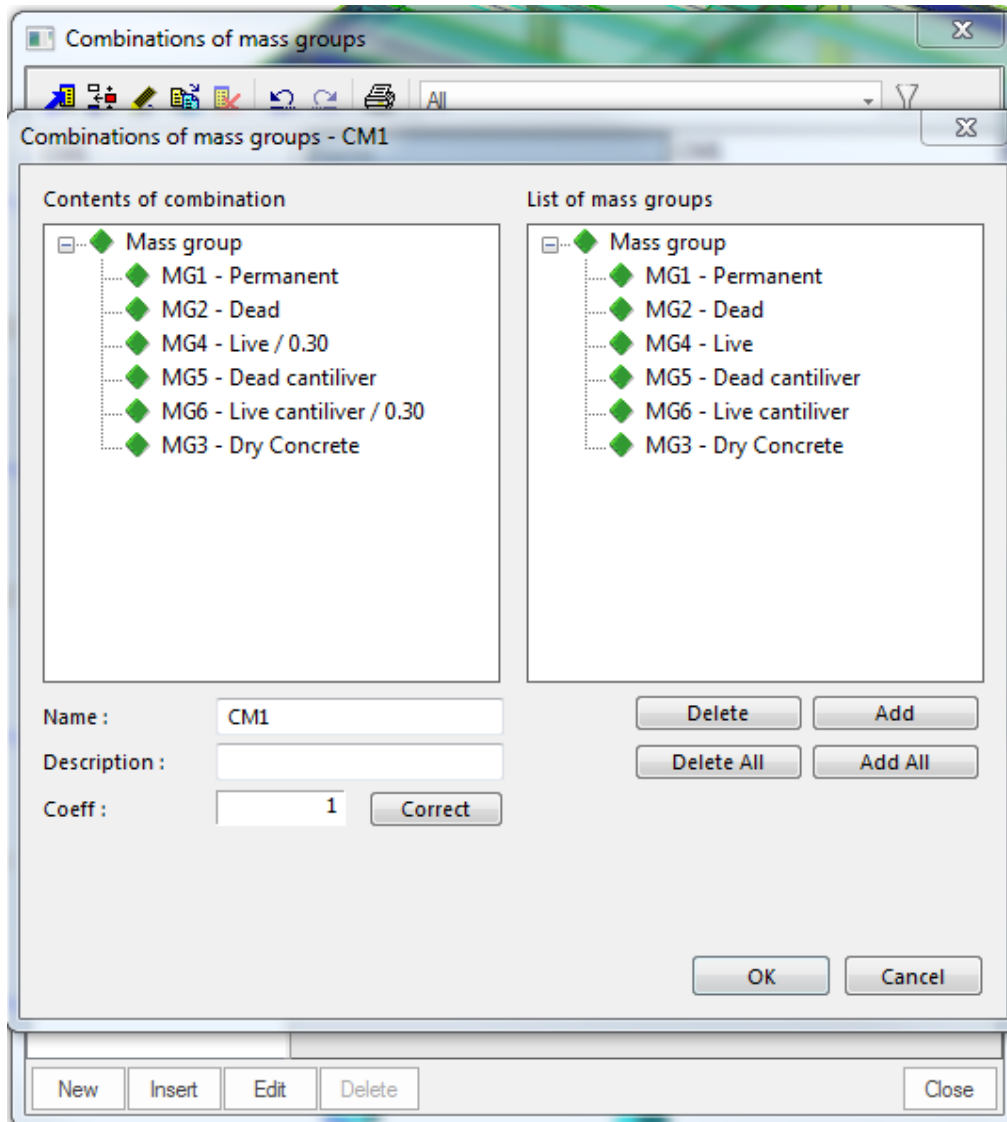 Combinations of mass groups
All
Combinations of mass groups - CM1
Contents of combination
List of mass groups
Mass group
MG1 - Permanent
MG2 - Dead
MG4 - Live / 0.30
MG5 - Dead cantiliver
MG6 - Live cantiliver / 0.30
MG3 - Dry Concrete
Mass group
MG1 - Permanent
MG2 - Dead
MG4 - Live
MG5 - Dead cantiliver
MG6 - Live cantiliver
MG3 - Dry Concrete
Name : CM1
Description :
Coeff : 1 Correct
Delete Add
Delete All Add All
OK Cancel
New Insert Edit Delete Close